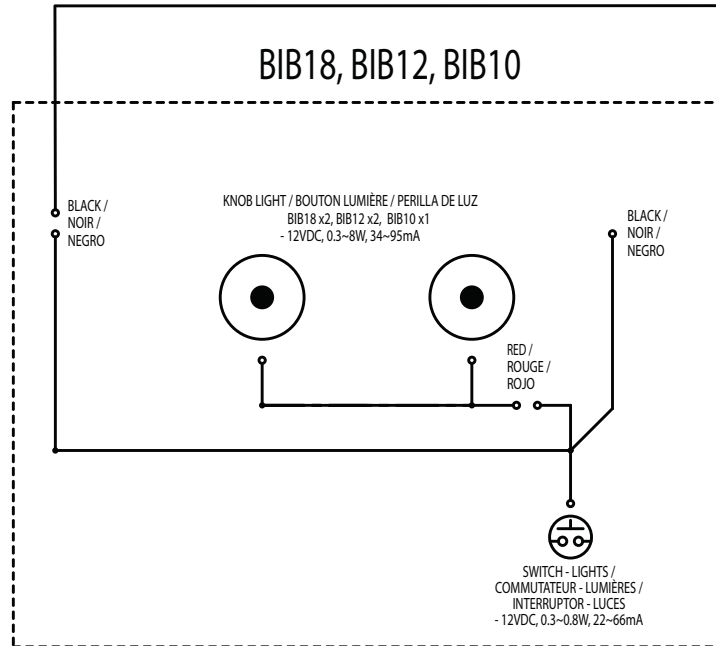 BIB18, BIB12, BIB10
BLACK /
NOIR /
NEGRO
KNOB LIGHT / BOUTON LUMIÈRE / PERILLA DE LUZ
BIB18 x2, BIB12 x2, BIB10 x1
- 12VDC, 0.3~8W, 34~95mA
BLACK /
NOIR /
NEGRO
RED /
ROUGE /
ROJO
SWITCH - LIGHTS /
COMMUTATEUR - LUMIÈRES /
INTERRUPTOR - LUCES
- 12VDC, 0.3~0.8W, 22~66mA